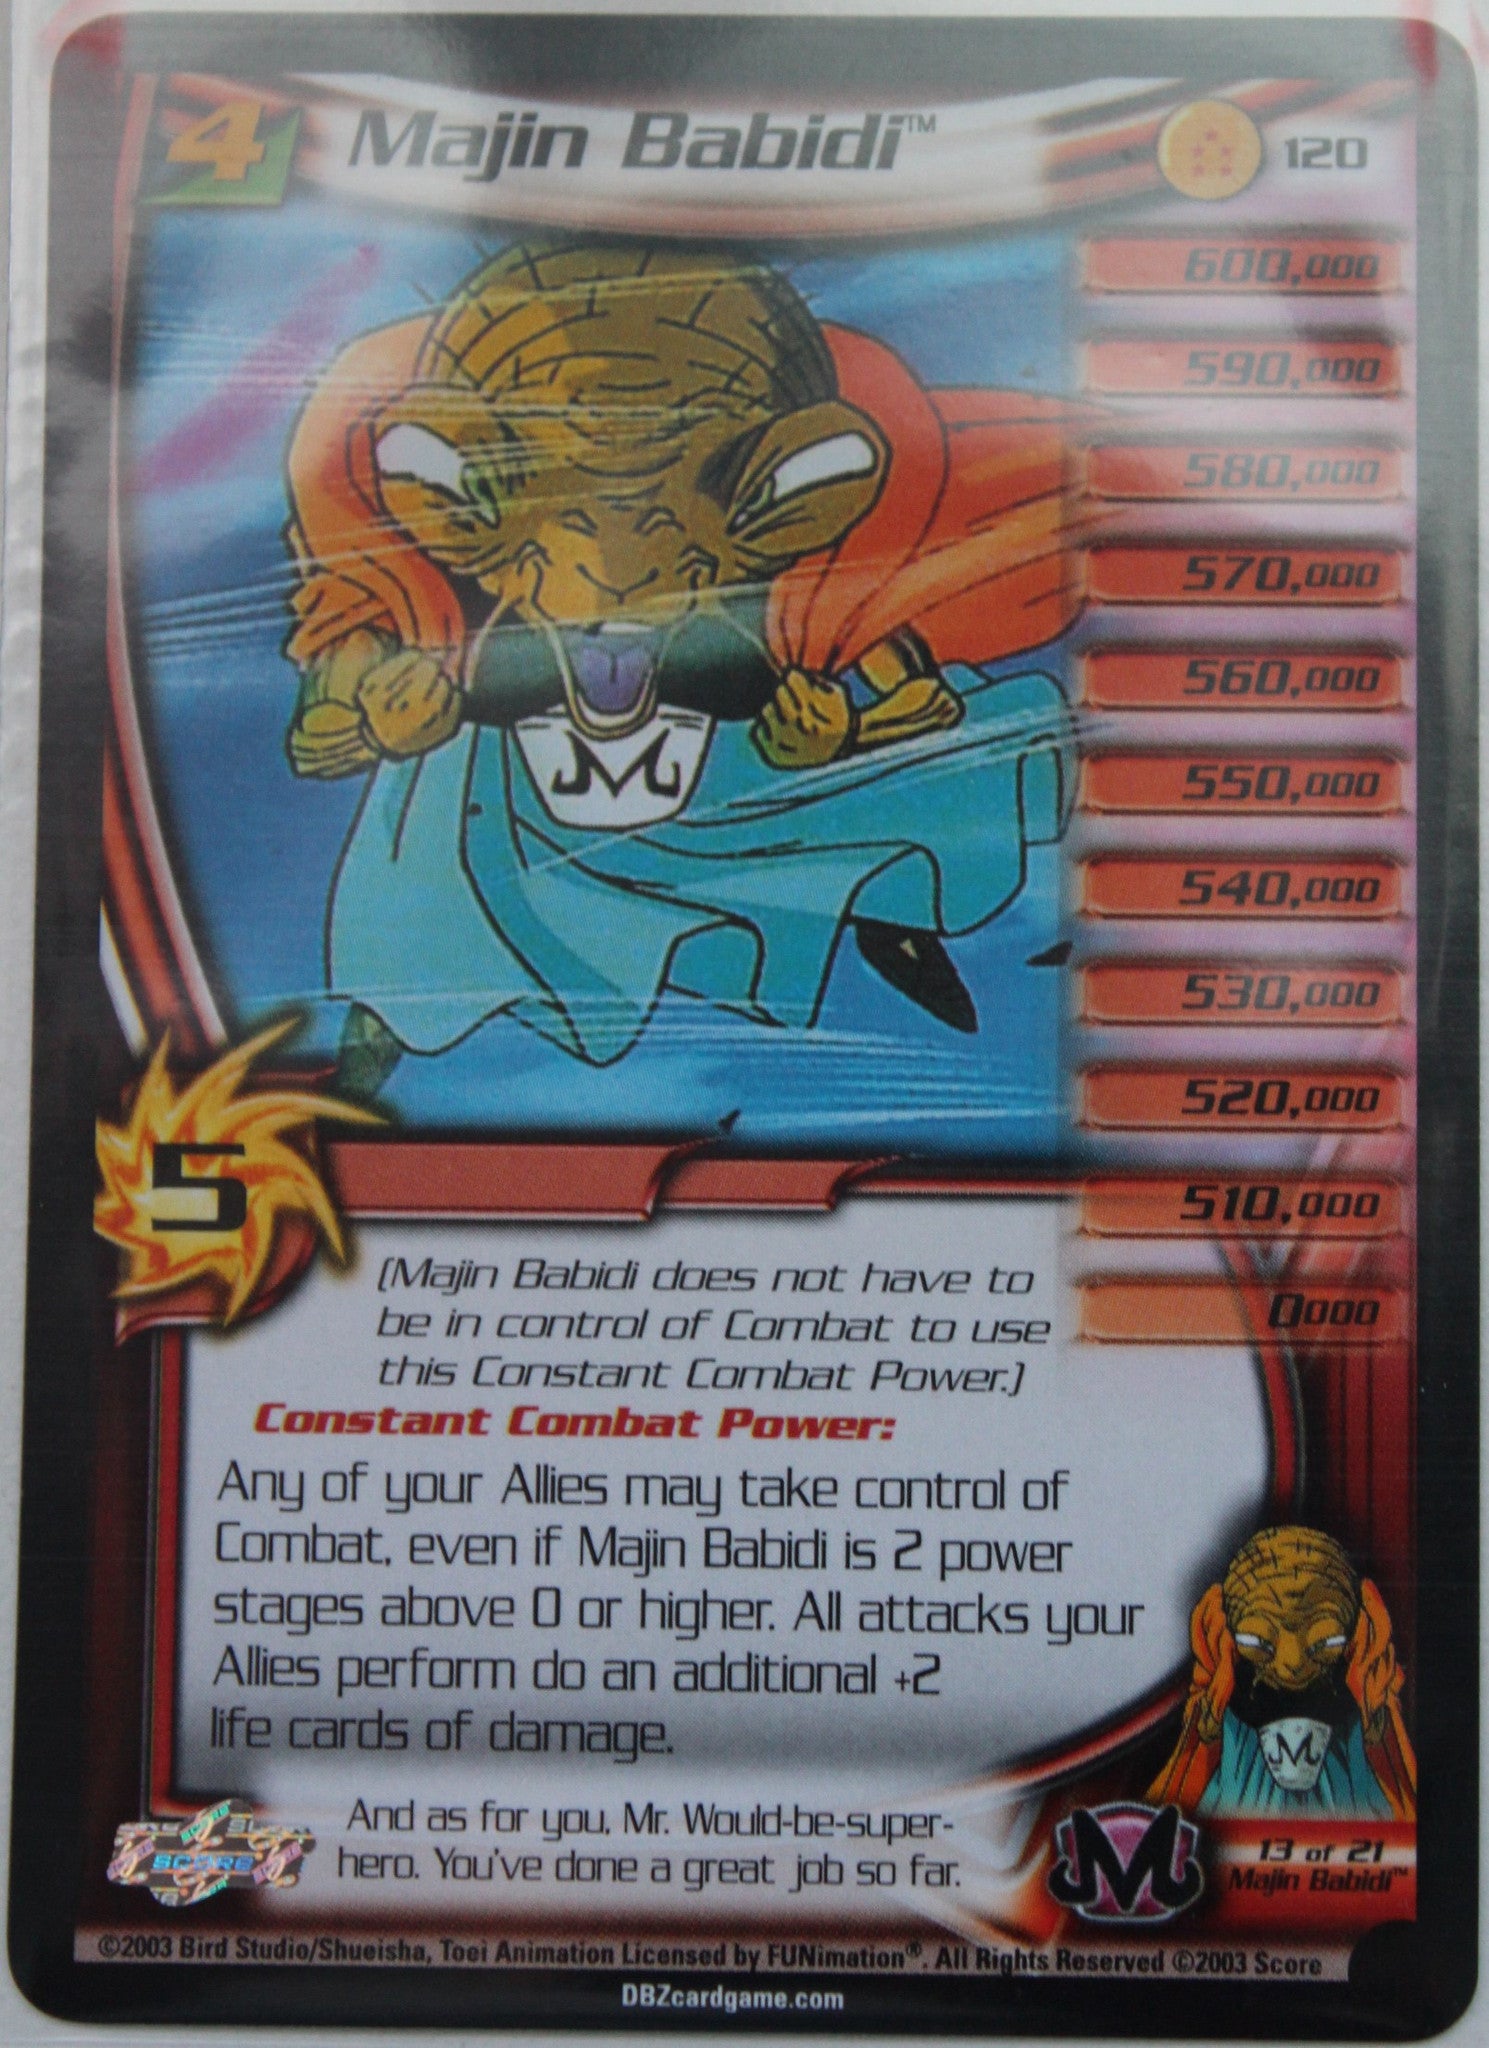 4 Majin Babidi™ 120
600,000
590,000
580,000
570,000
560,000
550,000
540,000
530,000
520,000
510,000
0000
5
(Majin Babidi does not have to
be in control of Combat to use
this Constant Combat Power.)
Constant Combat Power:
Any of your Allies may take control of
Combat, even if Majin Babidi is 2 power
stages above 0 or higher. All attacks your
Allies perform do an additional +2
life cards of damage.
And as for you, Mr. Would-be-super-
hero. You've done a great job so far.
SCORE
M
13 of 21
Majin Babidi™
©2003 Bird Studio/Shueisha, Toei Animation Licensed by FUNimation®. All Rights Reserved ©2003 Score
DBZcardgame.com